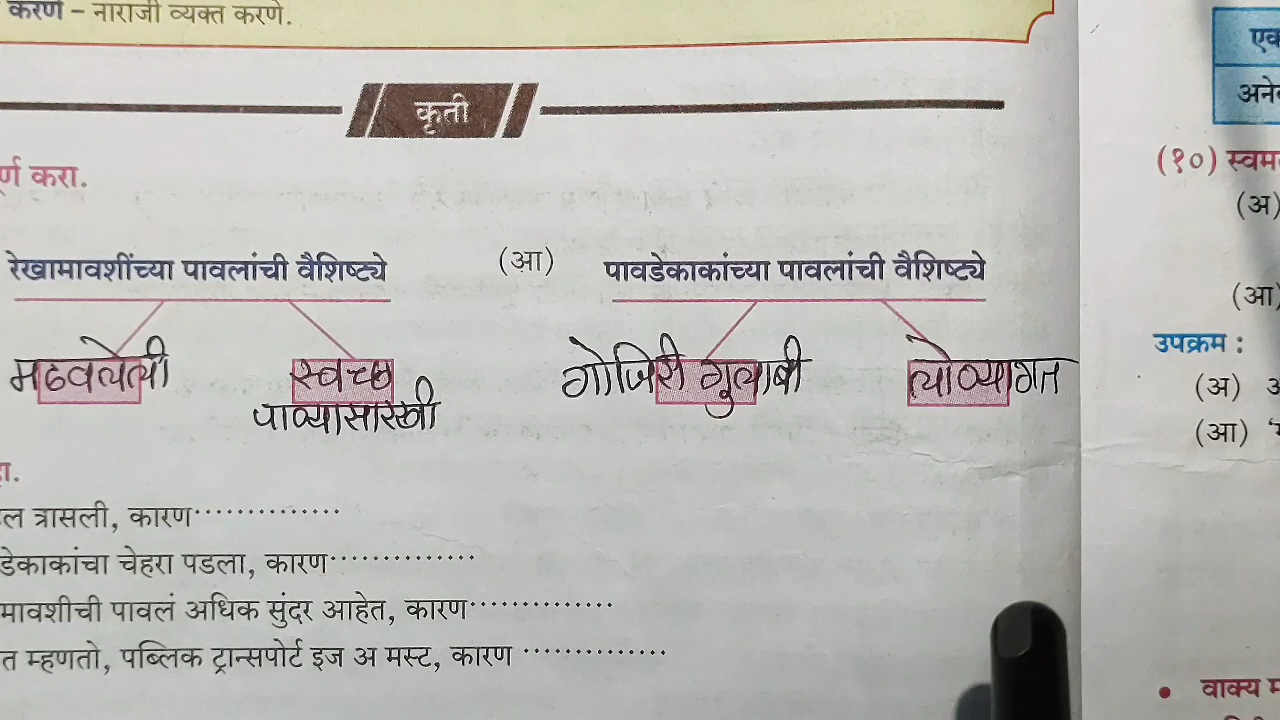 करणे – नाराजी व्यक्त करणे.
कृती
र्ण करा.
रेखामावशींच्या पावलांची वैशिष्ट्ये
मळवलेली
स्वच्छ
पाव्यासारखी
(आ) पावडेकाकांच्या पावलांची वैशिष्ट्ये
गोजिरी गुलाबी
लोण्यागत
ल त्रासली, कारण..............
डेकाकांचा चेहरा पडला, कारण..............
मावशीची पावलं अधिक सुंदर आहेत, कारण..............
त म्हणतो, पब्लिक ट्रान्सपोर्ट इज अ मस्ट, कारण ..............
एक
अने
(१०) स्वम
(अ)
(आ)
उपक्रम :
(अ)
(आ)
• वाक्य